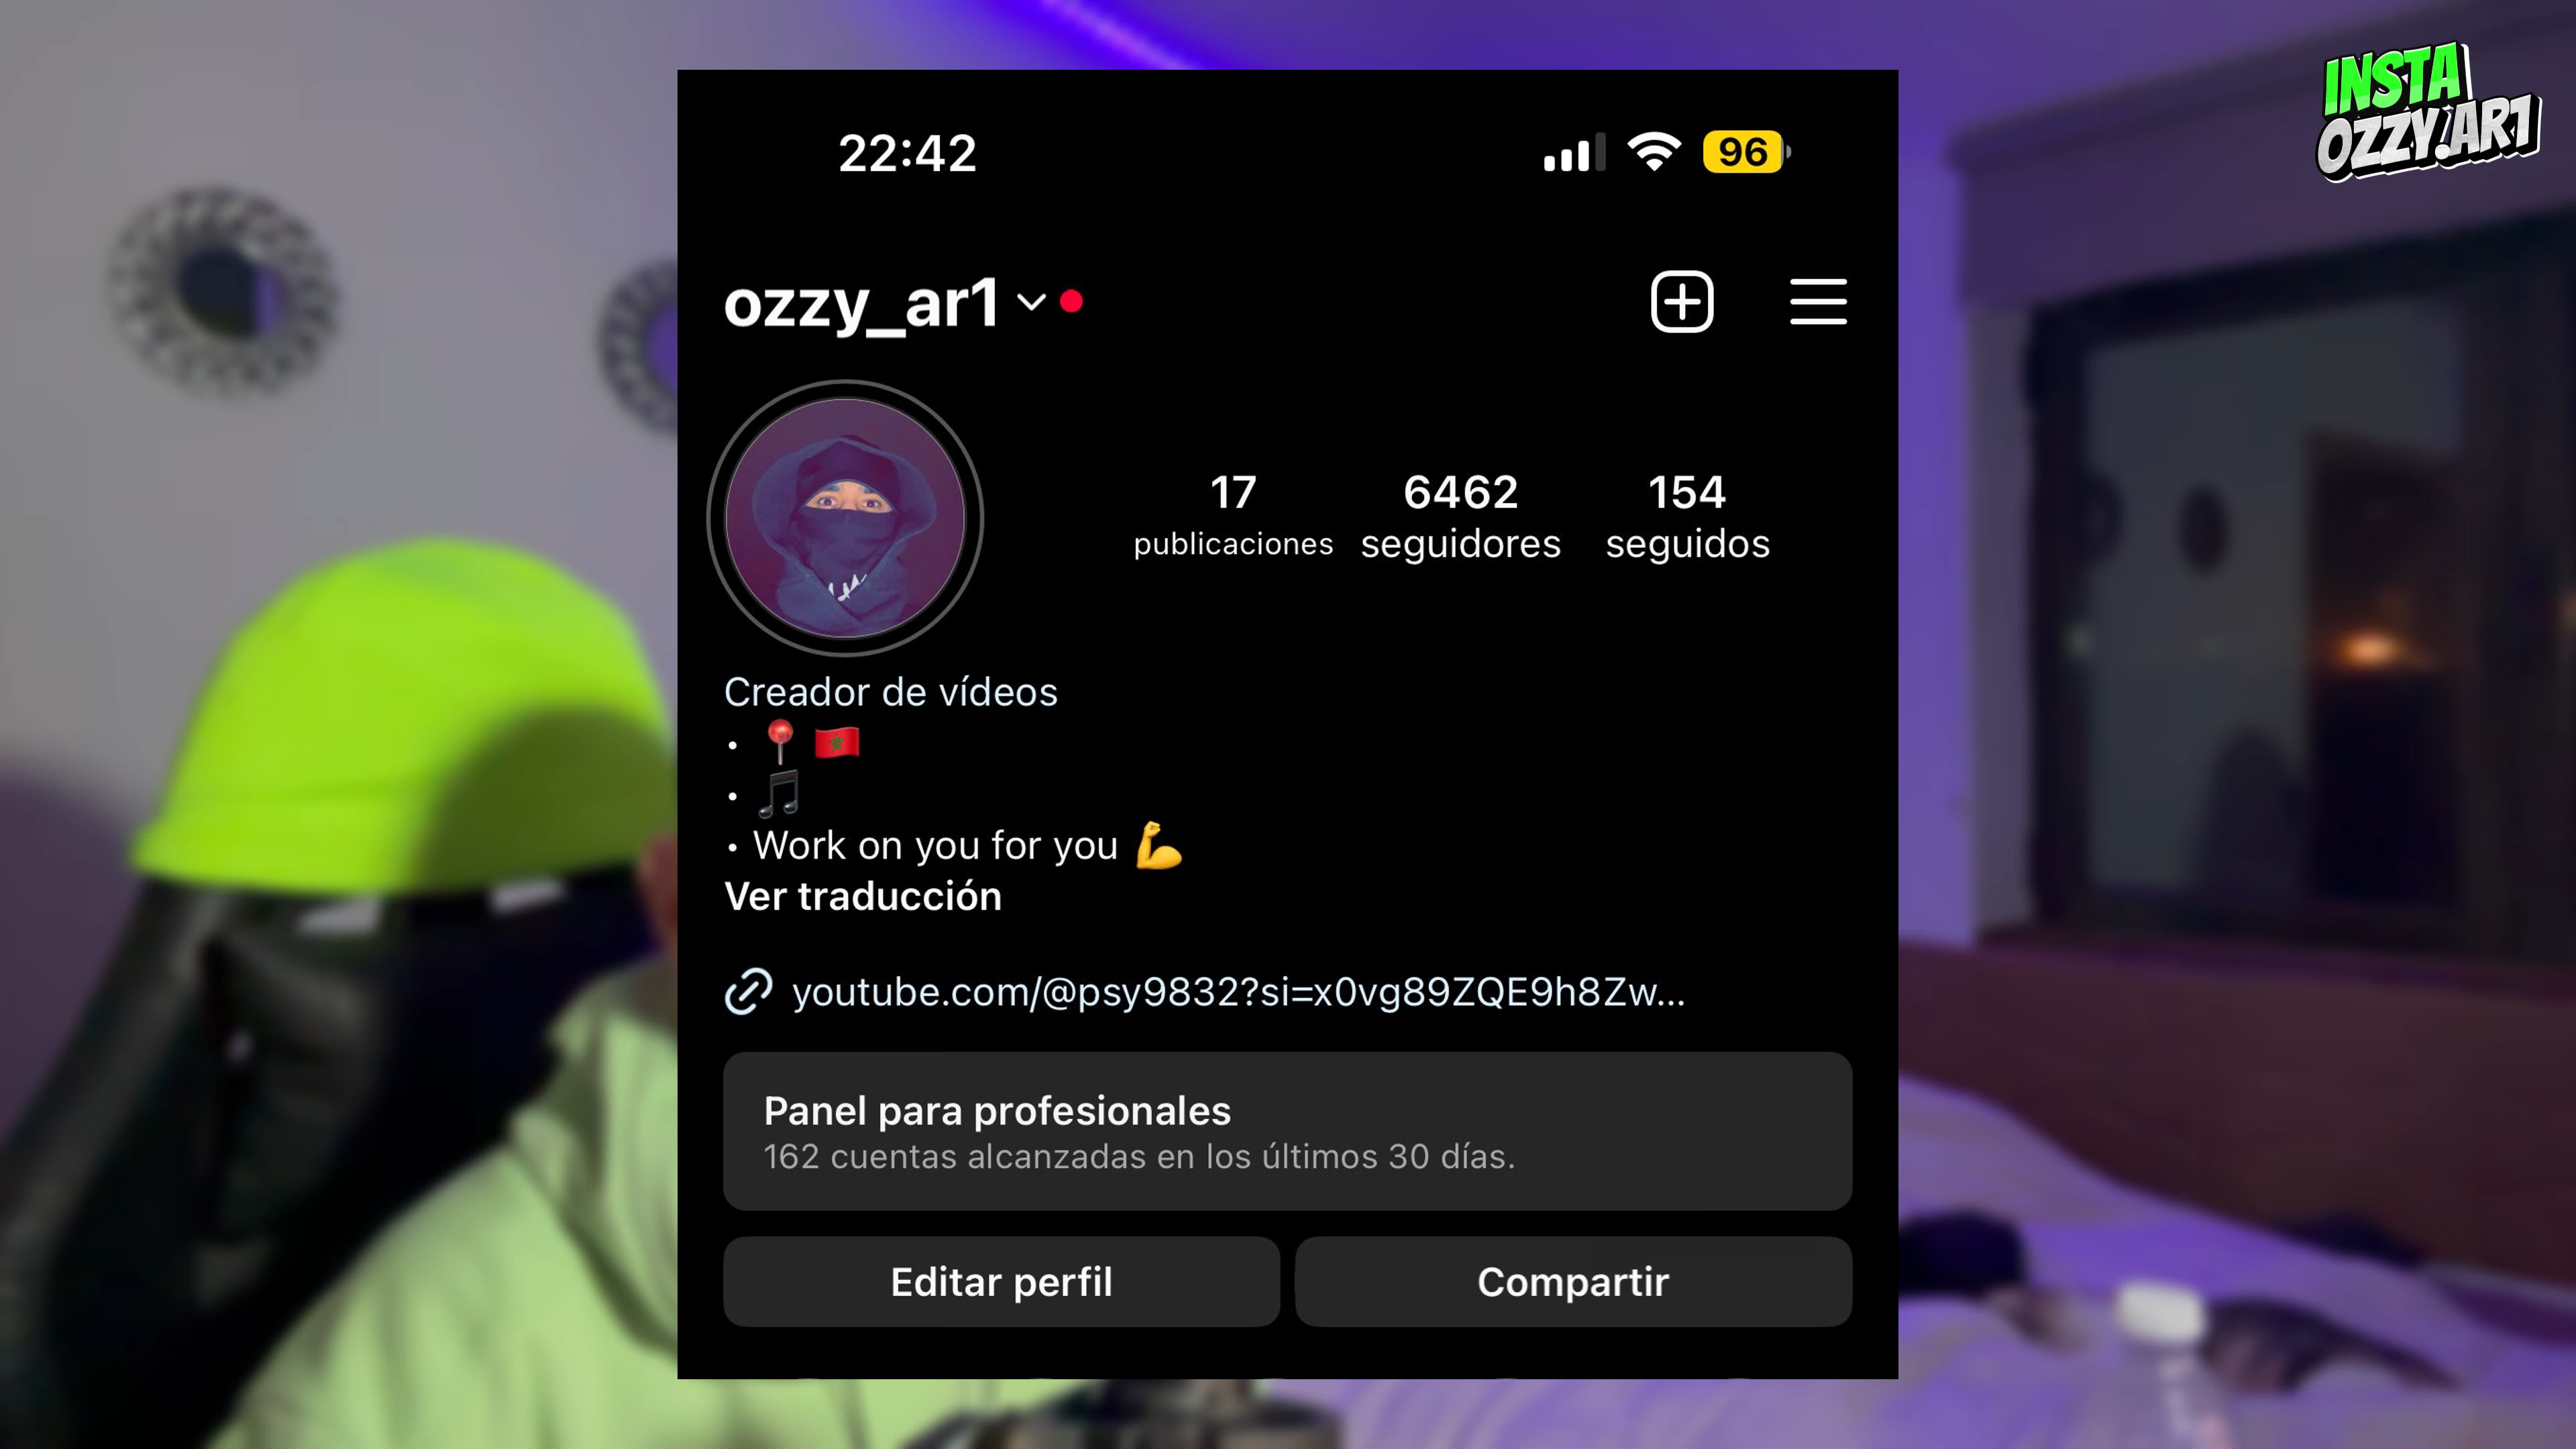 INSTA
OZZY.AR1
22:42
96
ozzy_ar1
17
publicaciones
6462
seguidores
154
seguidos
Creador de vídeos
• 📍 🇲🇦
• 🎵
• Work on you for you 💪
Ver traducción
youtube.com/@psy9832?si=x0vg89ZQE9h8Zw...
Panel para profesionales
162 cuentas alcanzadas en los últimos 30 días.
Editar perfil
Compartir